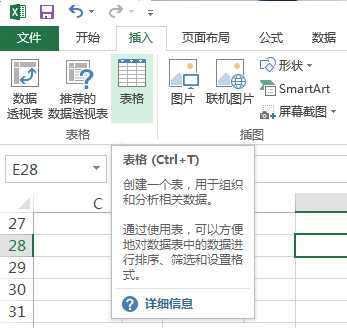 文件 开始 插入 页面布局 公式 数据
数据
透视表
推荐的
数据透视表
表格
图片
联机图片
形状
SmartArt
屏幕截图
表格
插图
E28
表格 (Ctrl+T)
创建一个表，用于组织
和分析相关数据。
通过使用表，可以方便
地对数据表中的数据进
行排序、筛选和设置格
式。
详细信息
C
27
28
29
30
31